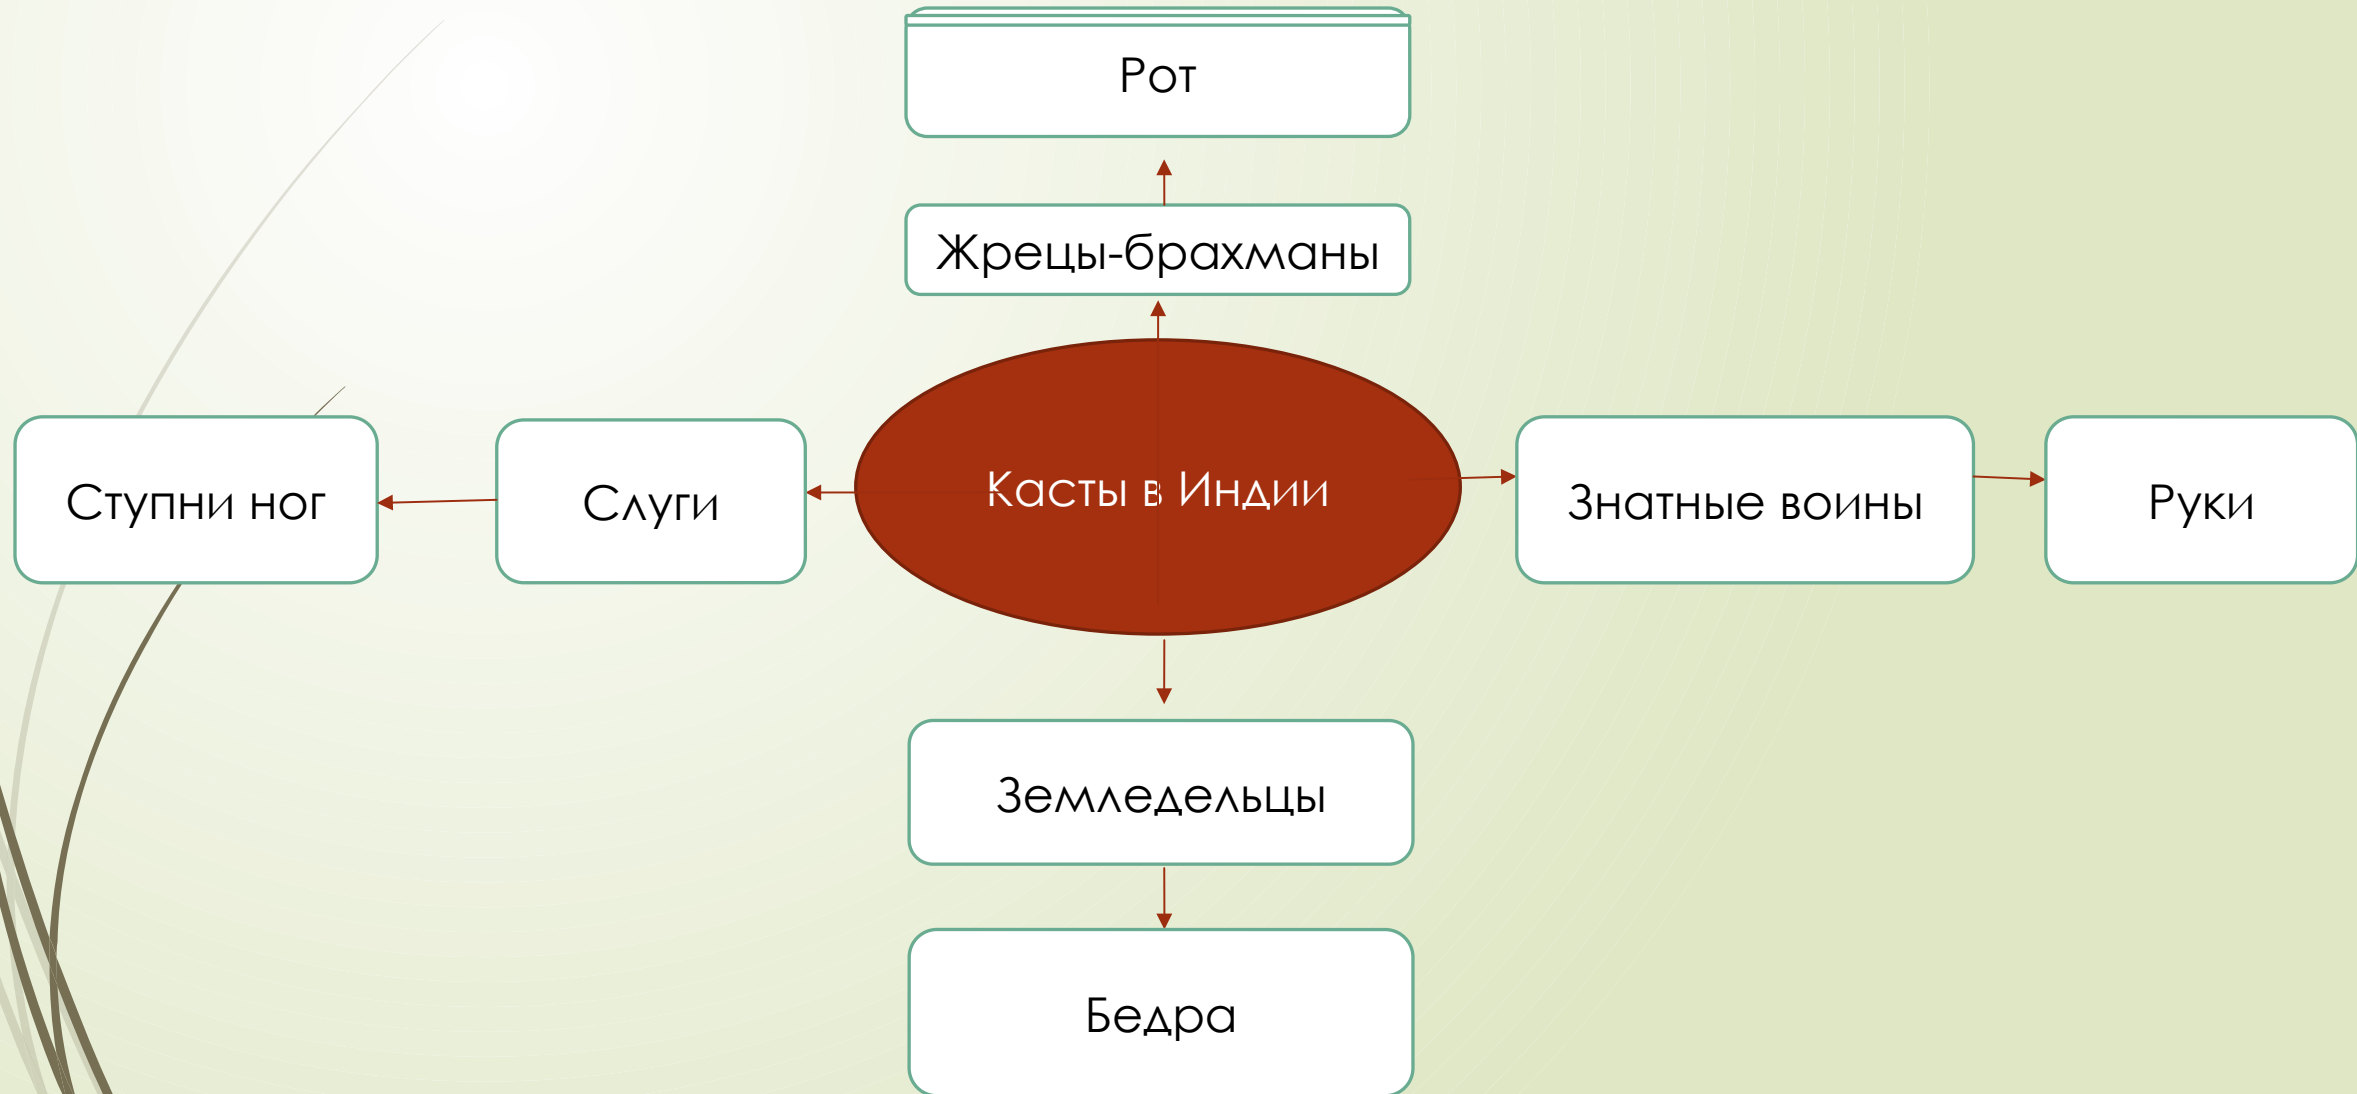 Рот
Жрецы-брахманы
Ступни ног
Слуги
Касты в Индии
Знатные воины
Руки
Земледельцы
Бедра